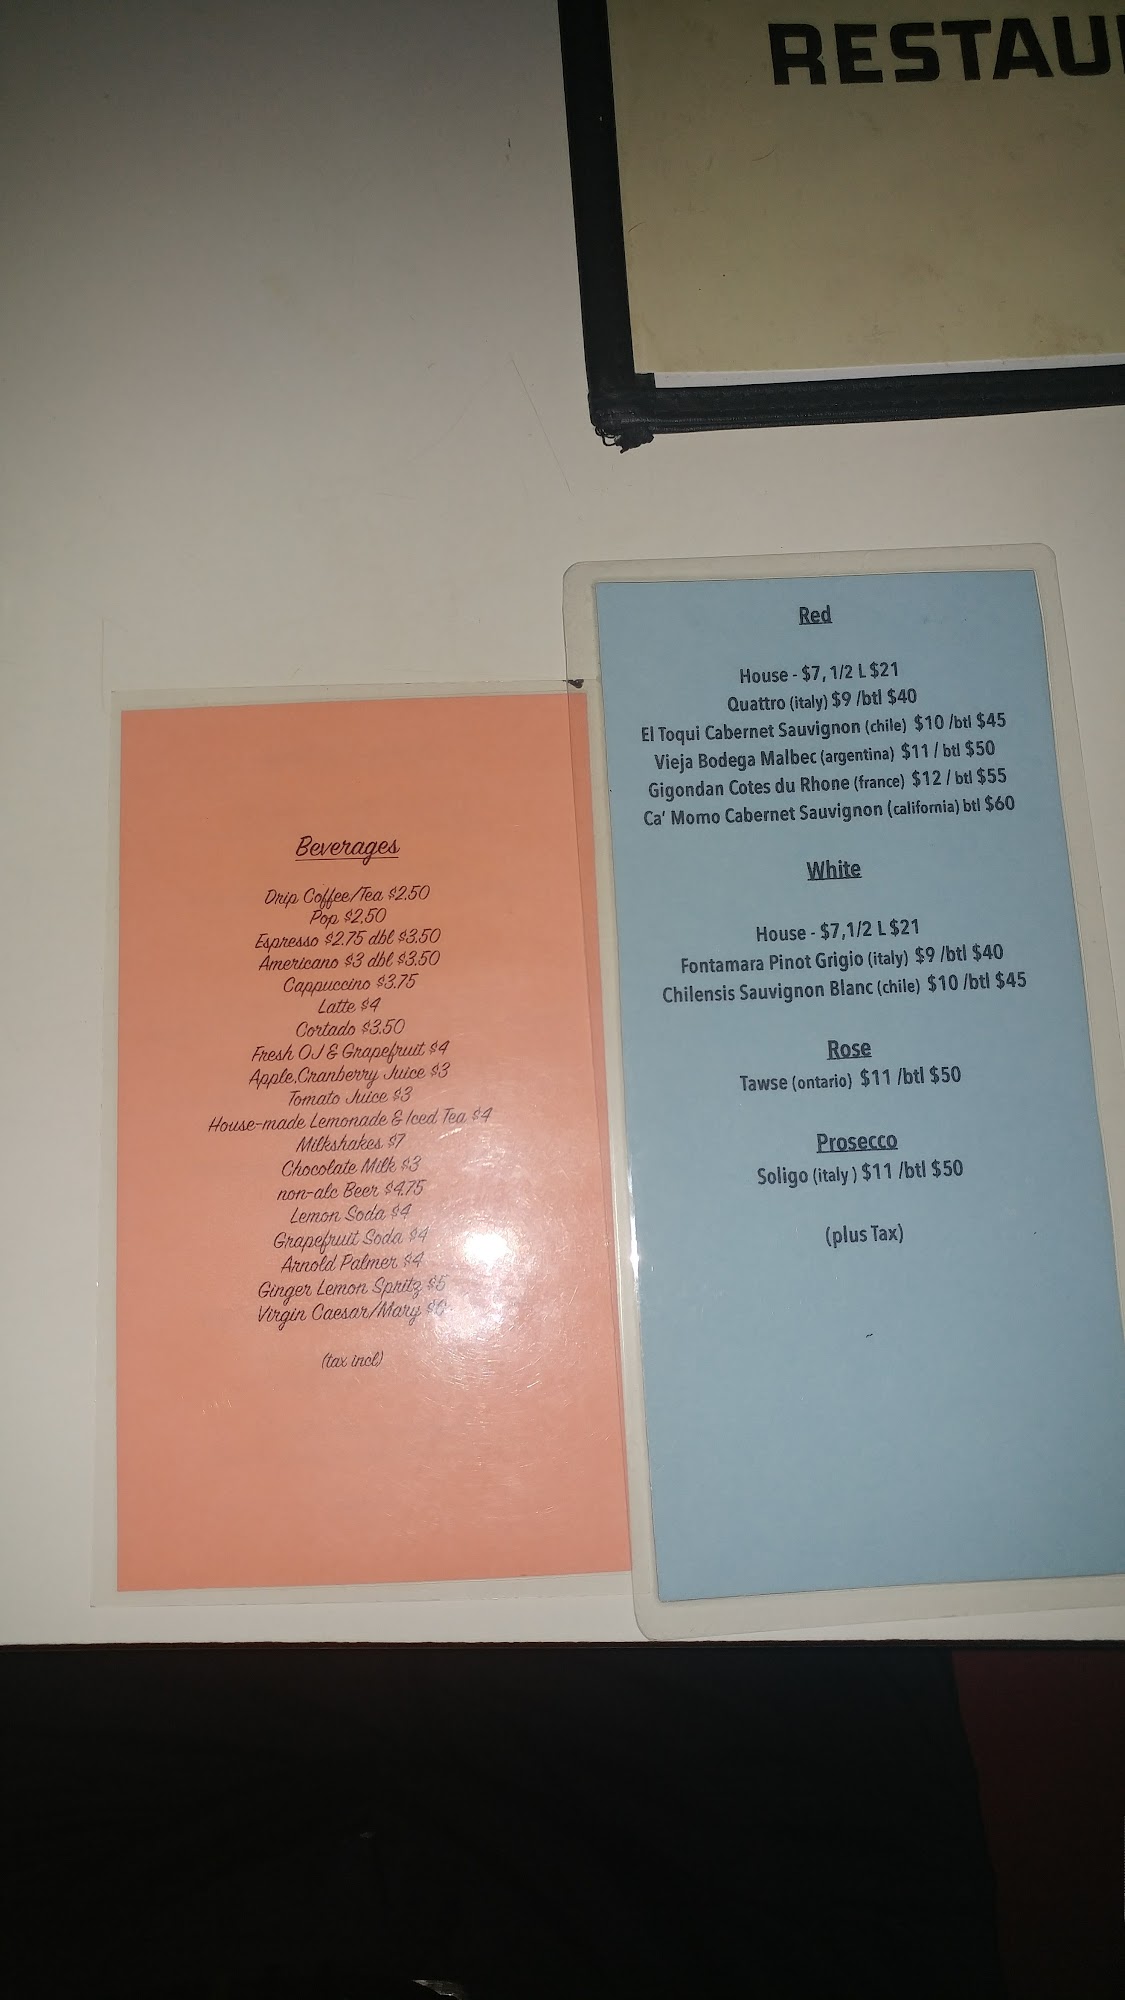 RESTAU
Beverages
Drip Coffee/Tea $2.50
Pop $2.50
Espresso $2.75 dbl $3.50
Americano $3 dbl $3.50
Cappuccino $3.75
Latte $4
Cortado $3.50
Fresh OJ & Grapefruit $4
Apple,Cranberry Juice $3
Tomato Juice $3
House-made Lemonade & Iced Tea $4
Milkshakes $7
Chocolate Milk $3
non-alc Beer $4.75
Lemon Soda $4
Grapefruit Soda $4
Arnold Palmer $4
Ginger Lemon Spritz $5
Virgin Caesar/Mary $6
(tax incl)
Red
House - $7, 1/2 L $21
Quattro (italy) $9 /btl $40
El Toqui Cabernet Sauvignon (chile) $10 /btl $45
Vieja Bodega Malbec (argentina) $11 / btl $50
Gigondan Cotes du Rhone (france) $12 / btl $55
Ca' Momo Cabernet Sauvignon (california) btl $60
White
House - $7,1/2 L $21
Fontamara Pinot Grigio (italy) $9 /btl $40
Chilensis Sauvignon Blanc (chile) $10 /btl $45
Rose
Tawse (ontario) $11 /btl $50
Prosecco
Soligo (italy ) $11 /btl $50
(plus Tax)